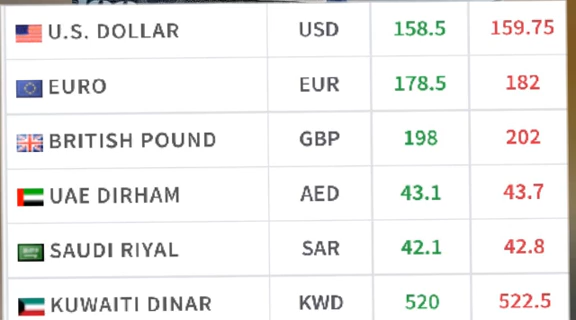 U.S. DOLLAR USD 158.5 159.75
EURO EUR 178.5 182
BRITISH POUND GBP 198 202
UAE DIRHAM AED 43.1 43.7
SAUDI RIYAL SAR 42.1 42.8
KUWAITI DINAR KWD 520 522.5